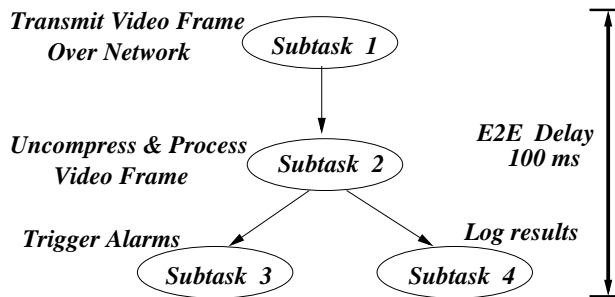 Transmit Video Frame
Over Network
Subtask 1
Uncompress & Process
Video Frame
Subtask 2
E2E Delay
100 ms
Trigger Alarms
Subtask 3
Log results
Subtask 4